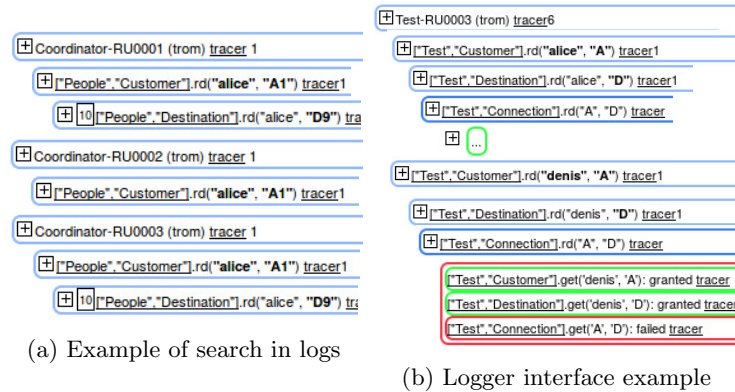 Coordinator-RU0001 (trom) tracer 1
["People","Customer"].rd("alice", "A1") tracer1
10 ["People","Destination"].rd("alice", "D9") tra
Coordinator-RU0002 (trom) tracer 1
["People","Customer"].rd("alice", "A1") tracer1
Coordinator-RU0003 (trom) tracer 1
["People","Customer"].rd("alice", "A1") tracer1
10 ["People","Destination"].rd("alice", "D9") tra
(a) Example of search in logs
Test-RU0003 (trom) tracer6
["Test","Customer"].rd("alice", "A") tracer1
["Test","Destination"].rd("alice", "D") tracer1
["Test","Connection"].rd("A", "D") tracer
...
["Test","Customer"].rd("denis", "A") tracer1
["Test","Destination"].rd("denis", "D") tracer1
["Test","Connection"].rd("A", "D") tracer
["Test","Customer"].get('denis', 'A'): granted tracer
["Test","Destination"].get('denis', 'D'): granted tracer
["Test","Connection"].get('A', 'D'): failed tracer
(b) Logger interface example